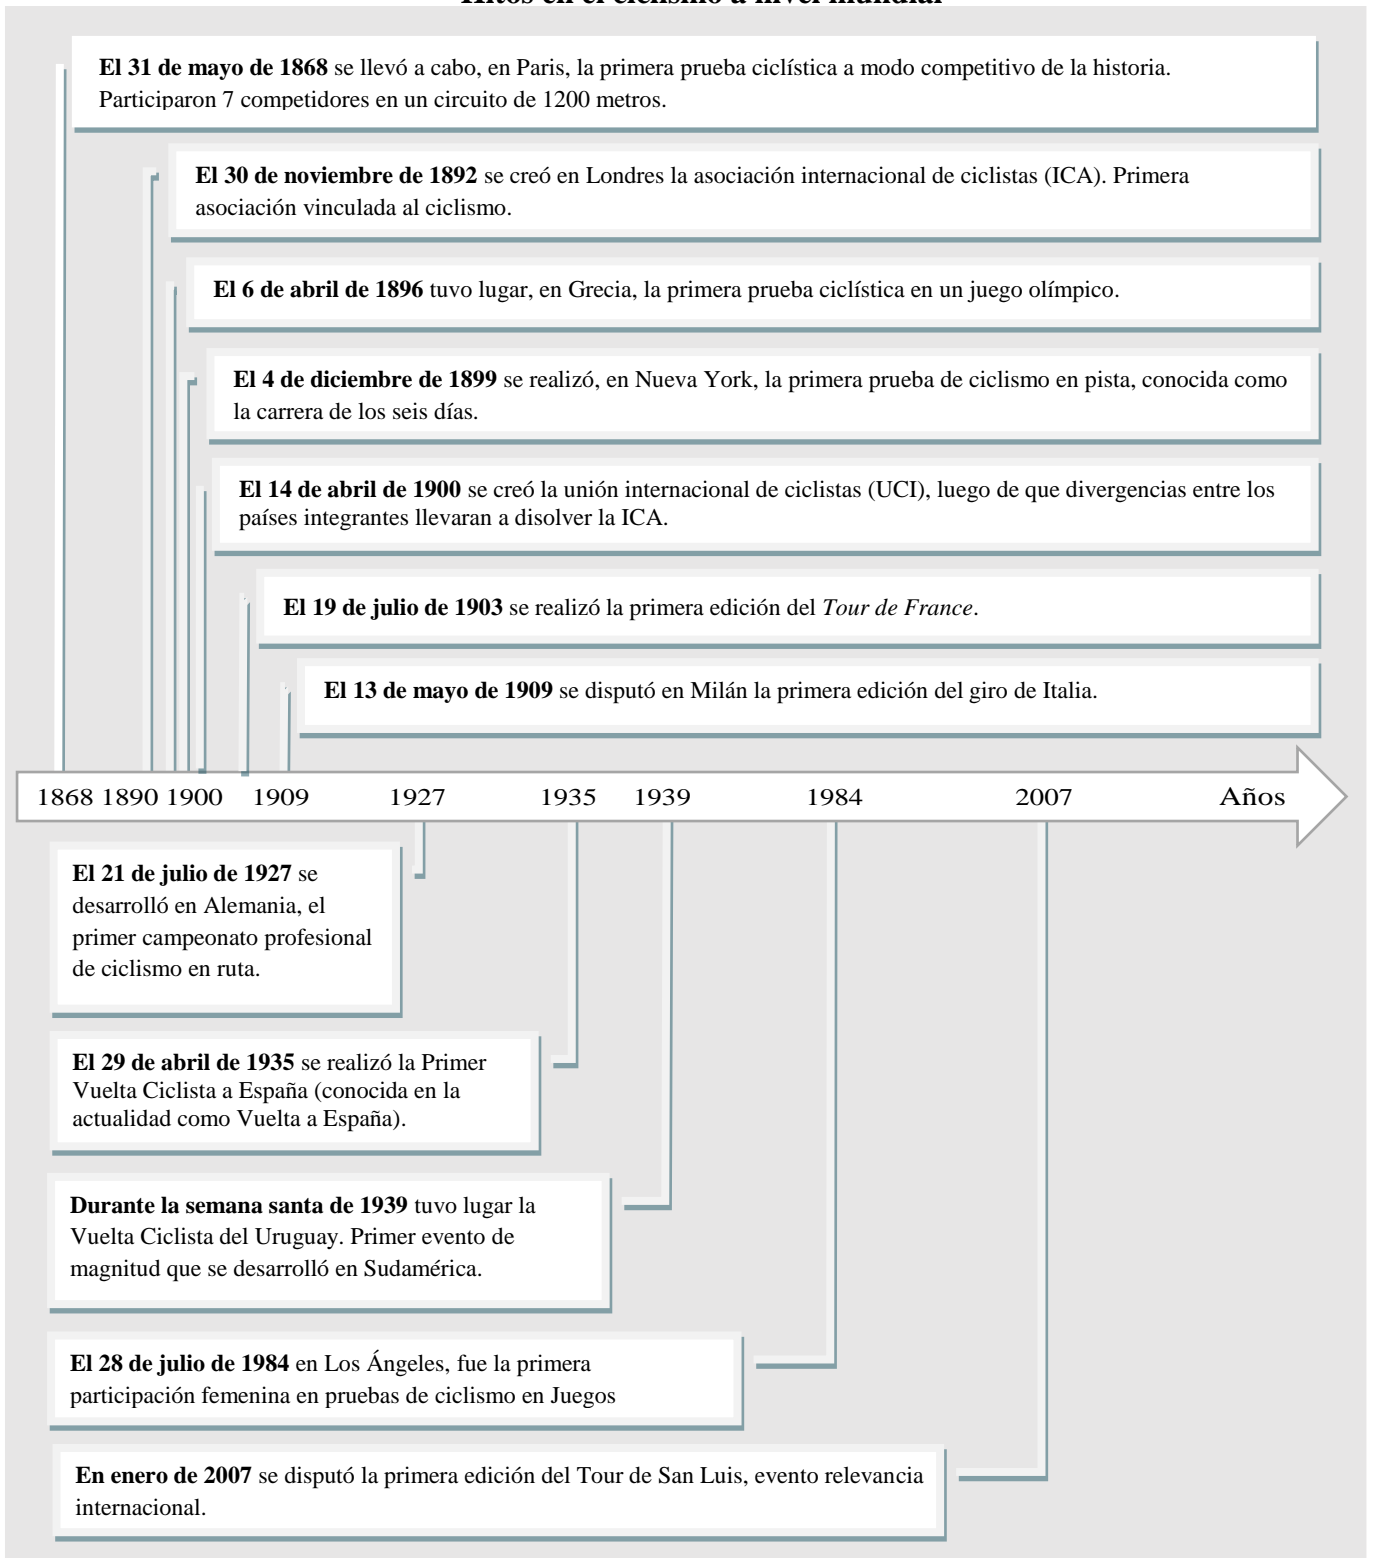 Hitos en el ciclismo a nivel mundial
El 31 de mayo de 1868 se llevó a cabo, en Paris, la primera prueba ciclística a modo competitivo de la historia.
Participaron 7 competidores en un circuito de 1200 metros.
El 30 de noviembre de 1892 se creó en Londres la asociación internacional de ciclistas (ICA). Primera
asociación vinculada al ciclismo.
El 6 de abril de 1896 tuvo lugar, en Grecia, la primera prueba ciclística en un juego olímpico.
El 4 de diciembre de 1899 se realizó, en Nueva York, la primera prueba de ciclismo en pista, conocida como
la carrera de los seis días.
El 14 de abril de 1900 se creó la unión internacional de ciclistas (UCI), luego de que divergencias entre los
países integrantes llevaran a disolver la ICA.
El 19 de julio de 1903 se realizó la primera edición del Tour de France.
El 13 de mayo de 1909 se disputó en Milán la primera edición del giro de Italia.
1868 1890 1900 1909 1927 1935 1939 1984 2007 Años
El 21 de julio de 1927 se
desarrolló en Alemania, el
primer campeonato profesional
de ciclismo en ruta.
El 29 de abril de 1935 se realizó la Primer
Vuelta Ciclista a España (conocida en la
actualidad como Vuelta a España).
Durante la semana santa de 1939 tuvo lugar la
Vuelta Ciclista del Uruguay. Primer evento de
magnitud que se desarrolló en Sudamérica.
El 28 de julio de 1984 en Los Ángeles, fue la primera
participación femenina en pruebas de ciclismo en Juegos
En enero de 2007 se disputó la primera edición del Tour de San Luis, evento relevancia
internacional.